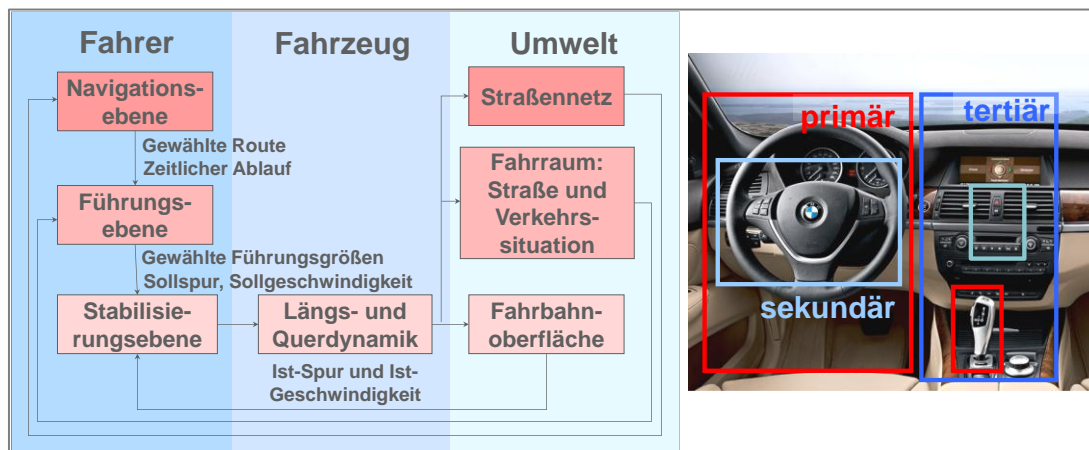 Fahrer
Fahrzeug
Umwelt
Navigations-
ebene
Straßennetz
Gewählte Route
Zeitlicher Ablauf
Führungs-
ebene
Fahrraum:
Straße und
Verkehrs-
situation
Gewählte Führungsgrößen
Sollspur, Sollgeschwindigkeit
Stabilisie-
rungsebene
Längs- und
Querdynamik
Fahrbahn-
oberfläche
Ist-Spur und Ist-
Geschwindigkeit
primär
tertiär
sekundär